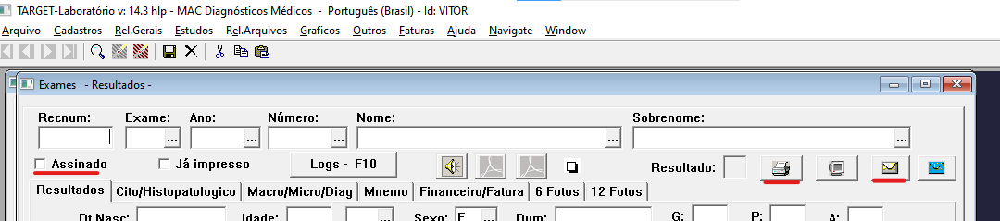 TARGET-Laboratório v: 14.3 hlp - MAC Diagnósticos Médicos - Português (Brasil) - Id: VITOR
Arquivo Cadastros Rel.Gerais Estudos Rel.Arquivos Graficos Outros Faturas Ajuda Navigate Window
Exames - Resultados -
Recnum: Exame: Ano: Número: Nome: Sobrenome:
... ... ... ... ...
Assinado Já impresso Logs - F10 Resultado:
Resultados Cito/Histopatologico Macro/Micro/Diag Mnemo Financeiro/Fatura 6 Fotos 12 Fotos
Dt Nasc: Idade: ... Sexo: F ... Dum: G: P: A: